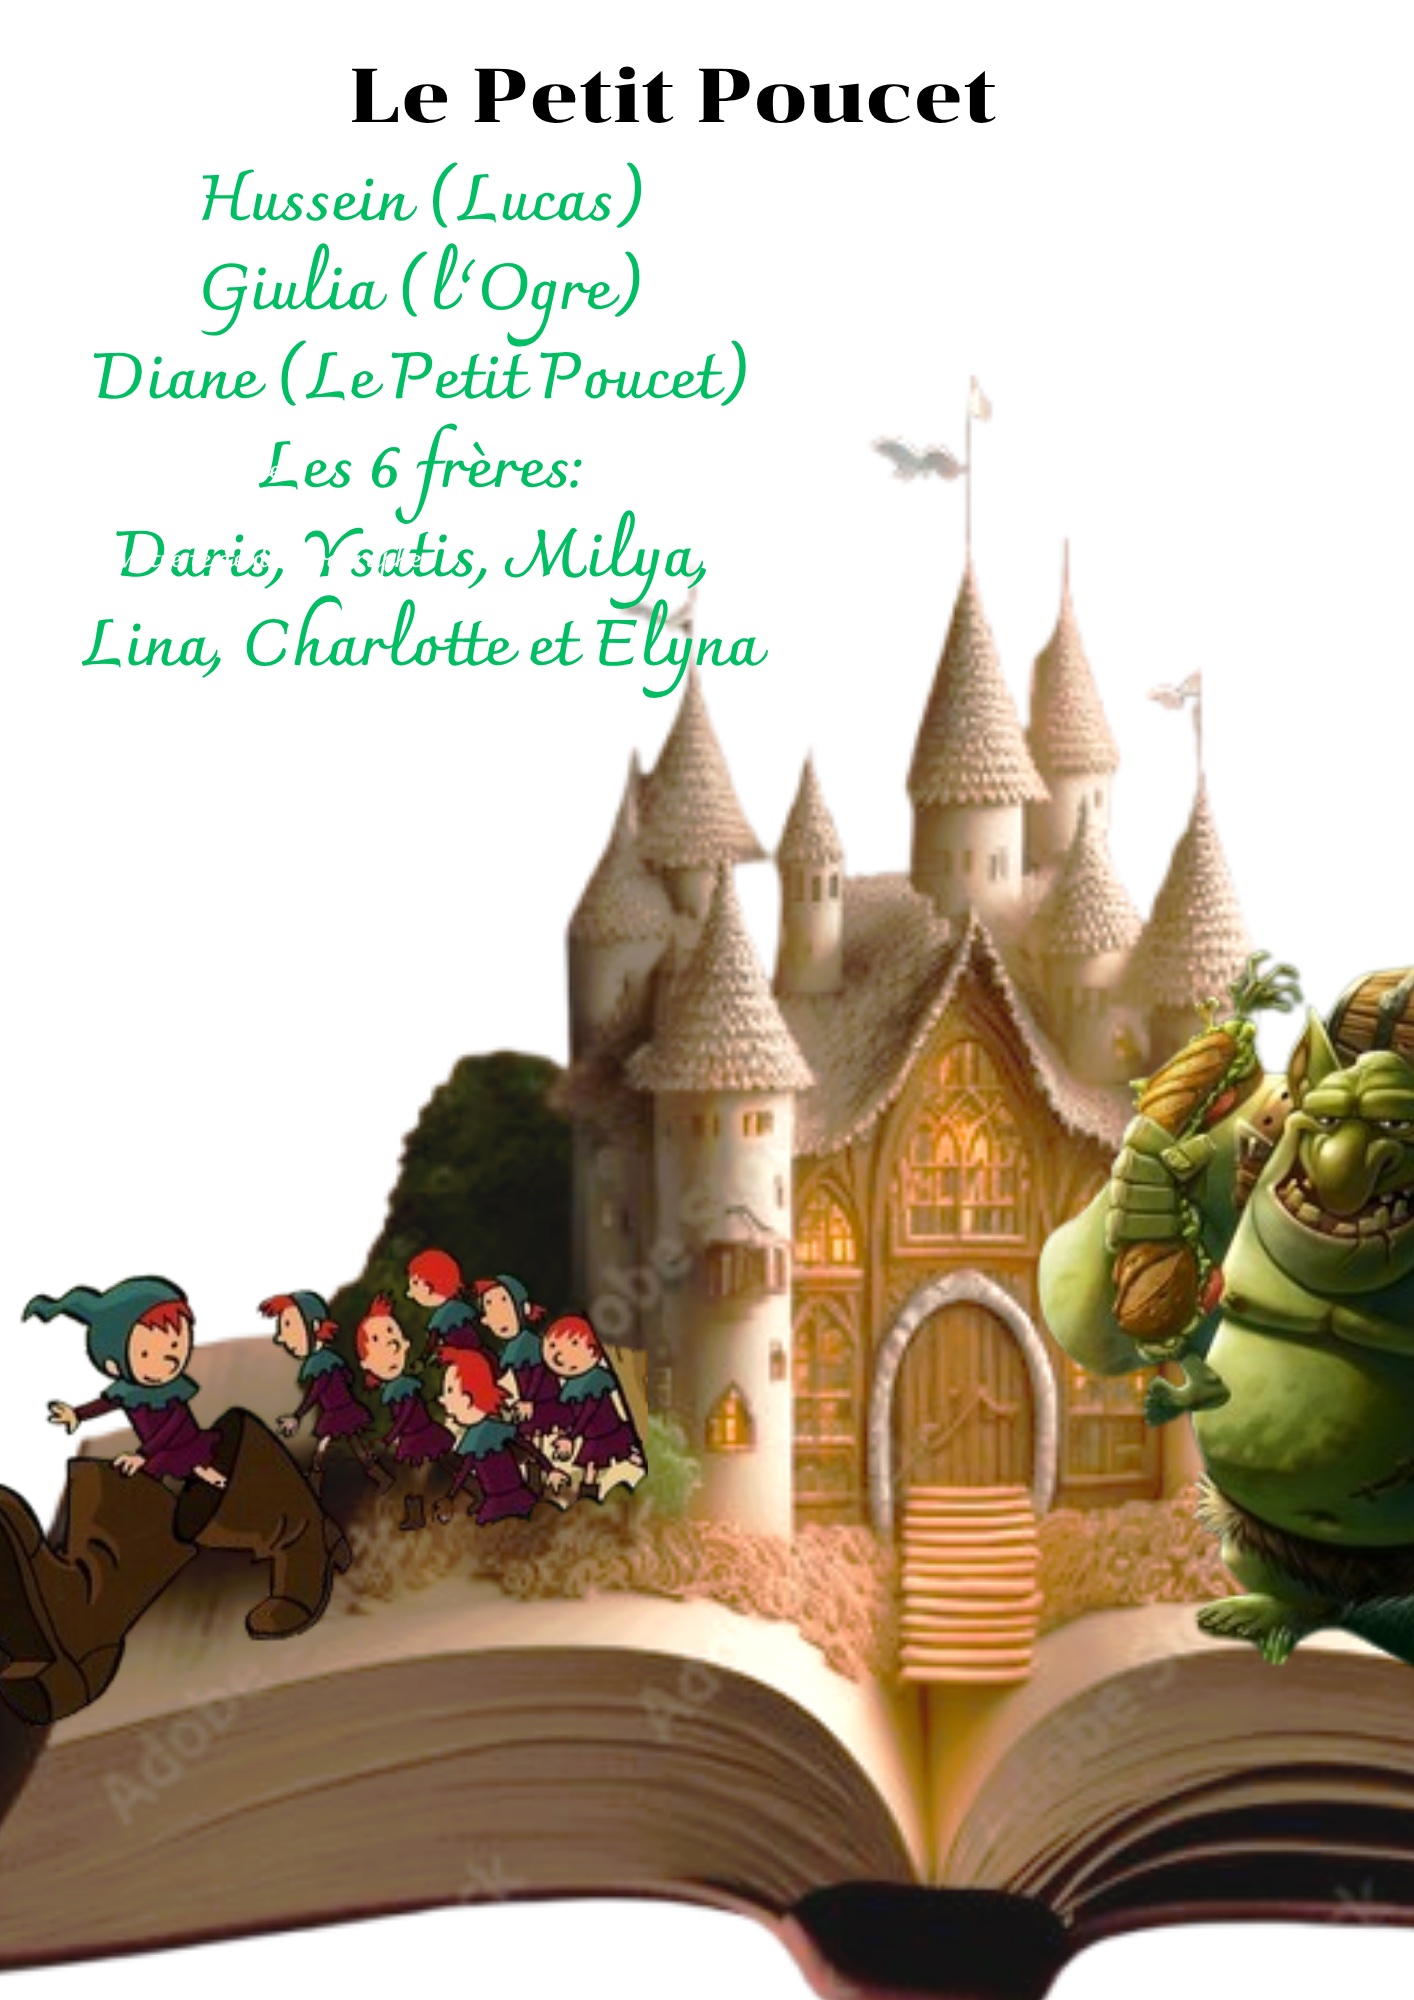 Le Petit Poucet
Hussein (Lucas)
Giulia (l‘Ogre)
Diane (Le Petit Poucet)
Les 6 frères:
Daris, Ysatis, Milya,
Lina, Charlotte et Elyna
Adobe